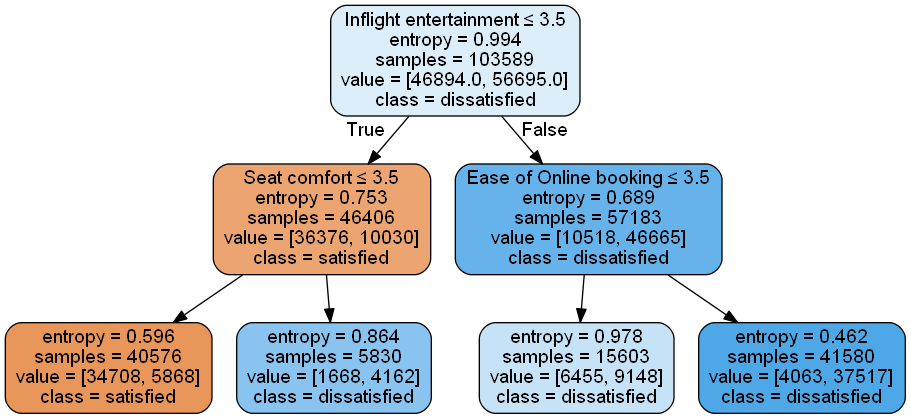 Inflight entertainment ≤ 3.5
entropy = 0.994
samples = 103589
value = [46894.0, 56695.0]
class = dissatisfied
True
False
Seat comfort ≤ 3.5
entropy = 0.753
samples = 46406
value = [36376, 10030]
class = satisfied
Ease of Online booking ≤ 3.5
entropy = 0.689
samples = 57183
value = [10518, 46665]
class = dissatisfied
entropy = 0.596
samples = 40576
value = [34708, 5868]
class = satisfied
entropy = 0.864
samples = 5830
value = [1668, 4162]
class = dissatisfied
entropy = 0.978
samples = 15603
value = [6455, 9148]
class = dissatisfied
entropy = 0.462
samples = 41580
value = [4063, 37517]
class = dissatisfied